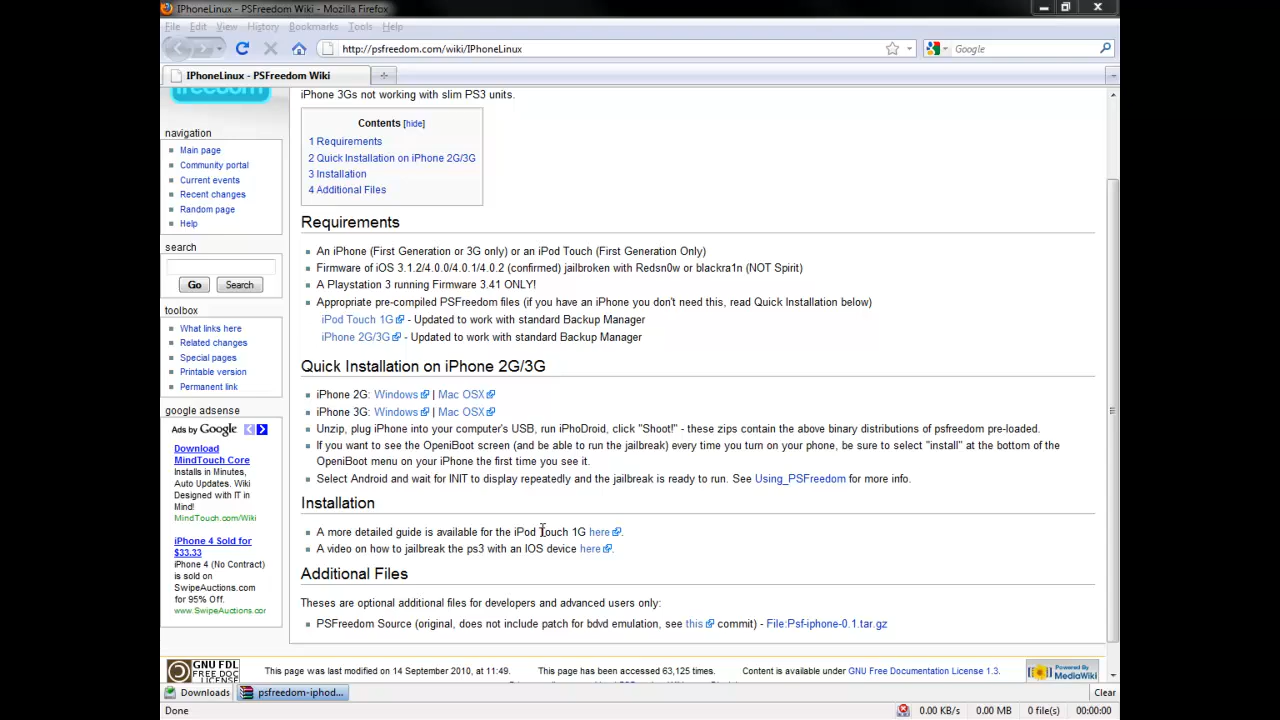 IPhoneLinux - PSFreedom Wiki - Mozilla Firefox
File Edit View History Bookmarks Tools Help
http://psfreedom.com/wiki/IPhoneLinux
Google
IPhoneLinux - PSFreedom Wiki
freedom
iPhone 3Gs not working with slim PS3 units.
Contents [hide]
1 Requirements
2 Quick Installation on iPhone 2G/3G
3 Installation
4 Additional Files
navigation
Main page
Community portal
Current events
Recent changes
Random page
Help
search
Go Search
toolbox
What links here
Related changes
Special pages
Printable version
Permanent link
google adsense
Ads by Google
Download
MindTouch Core
Installs in Minutes,
Auto Updates. Wiki
Designed with IT in
Mind!
MindTouch.com/Wiki
iPhone 4 Sold for
$33.33
iPhone 4 (No Contract)
is sold on
SwipeAuctions.com
for 95% Off.
www.SwipeAuctions.cor
Requirements
An iPhone (First Generation or 3G only) or an iPod Touch (First Generation Only)
Firmware of iOS 3.1.2/4.0.0/4.0.1/4.0.2 (confirmed) jailbroken with Redsn0w or blackra1n (NOT Spirit)
A Playstation 3 running Firmware 3.41 ONLY!
Appropriate pre-compiled PSFreedom files (if you have an iPhone you don't need this, read Quick Installation below)
iPod Touch 1G - Updated to work with standard Backup Manager
iPhone 2G/3G - Updated to work with standard Backup Manager
Quick Installation on iPhone 2G/3G
iPhone 2G: Windows | Mac OSX
iPhone 3G: Windows | Mac OSX
Unzip, plug iPhone into your computer's USB, run iPhoDroid, click "Shoot!" - these zips contain the above binary distributions of psfreedom pre-loaded.
If you want to see the OpeniBoot screen (and be able to run the jailbreak) every time you turn on your phone, be sure to select "install" at the bottom of the
OpeniBoot menu on your iPhone the first time you see it.
Select Android and wait for INIT to display repeatedly and the jailbreak is ready to run. See Using_PSFreedom for more info.
Installation
A more detailed guide is available for the iPod Touch 1G here.
A video on how to jailbreak the ps3 with an IOS device here.
Additional Files
Theses are optional additional files for developers and advanced users only:
PSFreedom Source (original, does not include patch for bdvd emulation, see this commit) - File:Psf-iphone-0.1.tar.gz
GNU FDL
FREE DOC
LICENSE
This page was last modified on 14 September 2010, at 11:49. This page has been accessed 63,125 times. Content is available under GNU Free Documentation License 1.3.
Powered By
MediaWiki
Downloads psfreedom-iphod... Clear
Done 0.00 KB/s 0.00 MB 0 file(s) 00:00:00